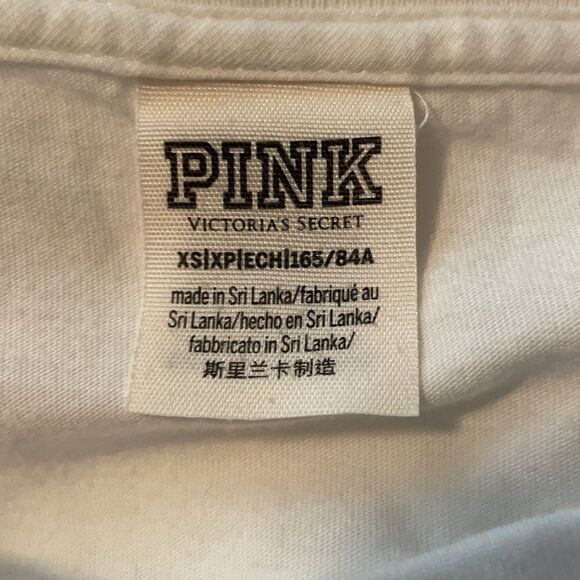 PINK
VICTORIA'S SECRET
XS|XP|ECH|165/84A
made in Sri Lanka/fabriqué au
Sri Lanka/hecho en Sri Lanka/
fabbricato in Sri Lanka/
斯里兰卡制造